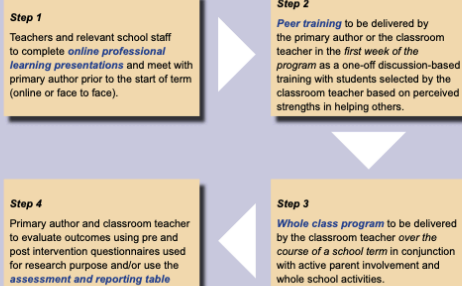 Step 1
Teachers and relevant school staff
to complete online professional
learning presentations and meet with
primary author prior to the start of term
(online or face to face).
Step 2
Peer training to be delivered by
the primary author or the classroom
teacher in the first week of the
program as a one-off discussion-based
training with students selected by the
classroom teacher based on perceived
strengths in helping others.
Step 3
Whole class program to be delivered
by the classroom teacher over the
course of a school term in conjunction
with active parent involvement and
whole school activities.
Step 4
Primary author and classroom teacher
to evaluate outcomes using pre and
post intervention questionnaires used
for research purpose and/or use the
assessment and reporting table